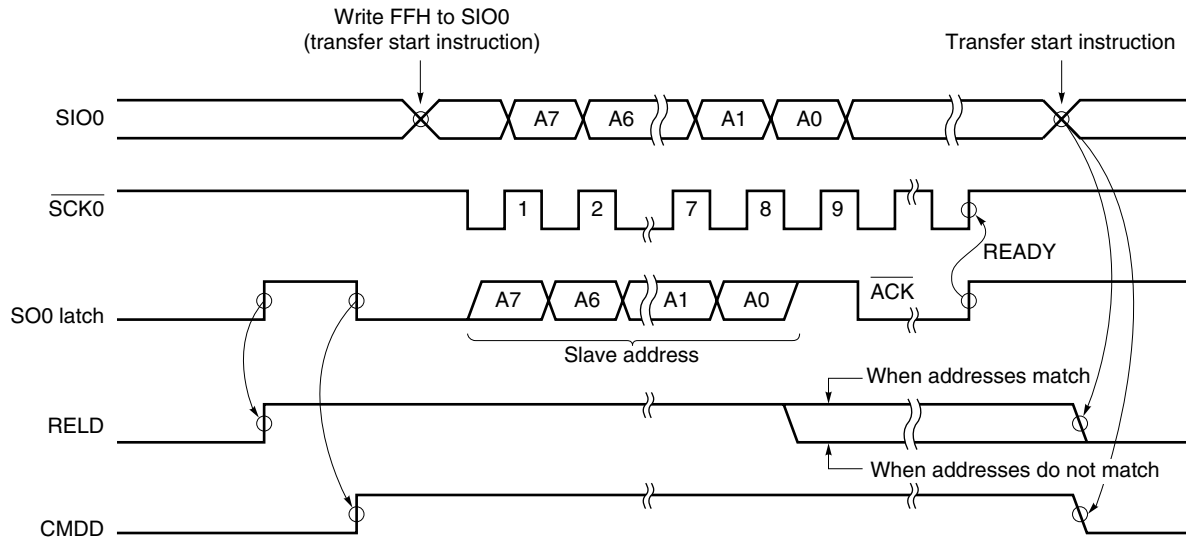 Write FFH to SIO0
(transfer start instruction)
Transfer start instruction
SIO0
A7
A6
A1
A0
SCK0
1
2
7
8
9
READY
SO0 latch
A7
A6
A1
A0
ACK
Slave address
When addresses match
RELD
When addresses do not match
CMDD